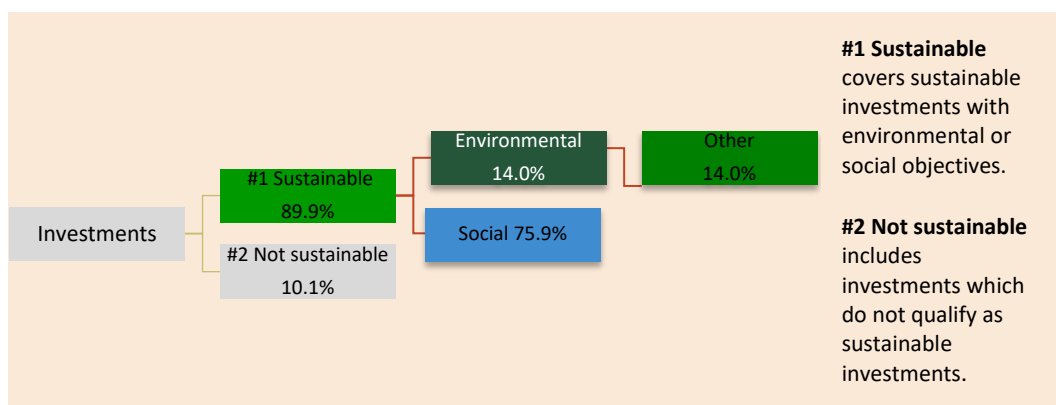 Investments
#1 Sustainable
89.9%
#2 Not sustainable
10.1%
Environmental
14.0%
Social 75.9%
Other
14.0%
#1 Sustainable
covers sustainable
investments with
environmental or
social objectives.
#2 Not sustainable
includes
investments which
do not qualify as
sustainable
investments.